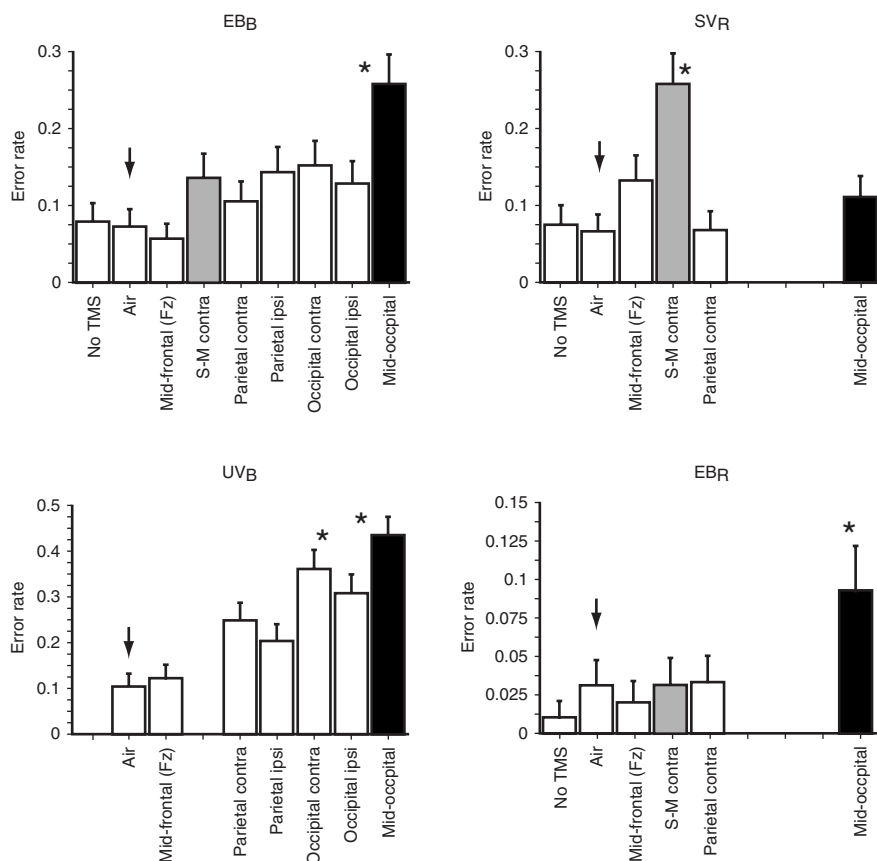 EBB
0.3
0.2
0.1
0
Error rate
*
No TMS
Air
Mid-frontal (Fz)
S-M contra
Parietal contra
Parietal ipsi
Occipital contra
Occipital ipsi
Mid-occpital
SVR
0.3
0.2
0.1
0
Error rate
*
No TMS
Air
Mid-frontal (Fz)
S-M contra
Parietal contra
Mid-occpital
UVB
0.5
0.4
0.3
0.2
0.1
0
Error rate
*
*
Air
Mid-frontal (Fz)
Parietal contra
Parietal ipsi
Occipital contra
Occipital ipsi
Mid-occpital
EBR
0.15
0.125
0.1
0.075
0.05
0.025
0
Error rate
*
No TMS
Air
Mid-frontal (Fz)
S-M contra
Parietal contra
Mid-occpital